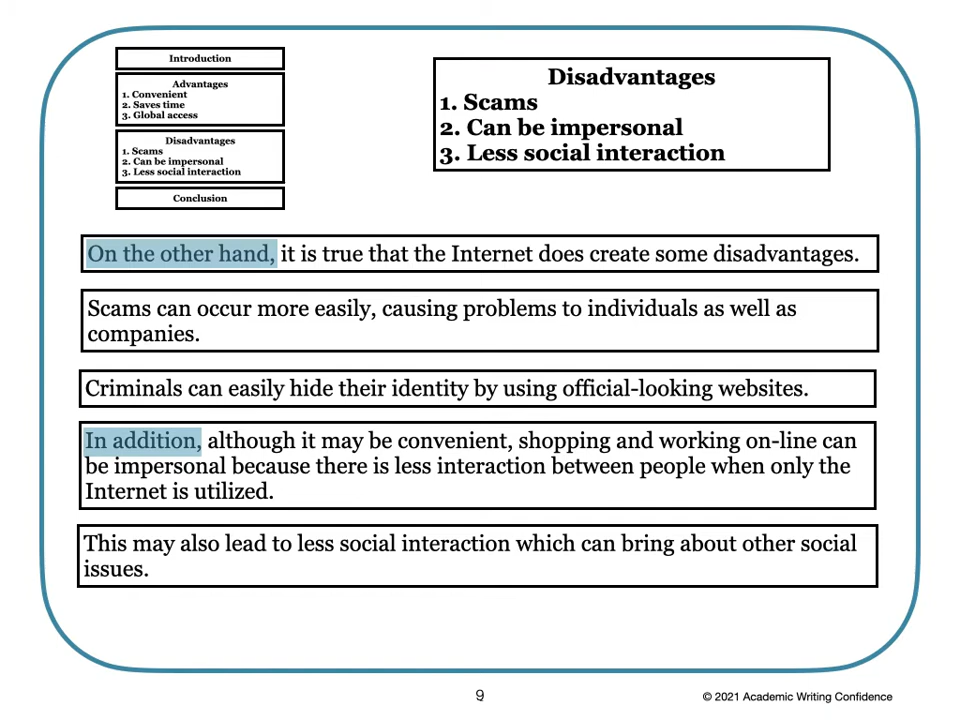 Introduction
Advantages
1. Convenient
2. Saves time
3. Global access
Disadvantages
1. Scams
2. Can be impersonal
3. Less social interaction
Conclusion
Disadvantages
1. Scams
2. Can be impersonal
3. Less social interaction
On the other hand, it is true that the Internet does create some disadvantages.
Scams can occur more easily, causing problems to individuals as well as
companies.
Criminals can easily hide their identity by using official-looking websites.
In addition, although it may be convenient, shopping and working on-line can
be impersonal because there is less interaction between people when only the
Internet is utilized.
This may also lead to less social interaction which can bring about other social
issues.
9
© 2021 Academic Writing Confidence